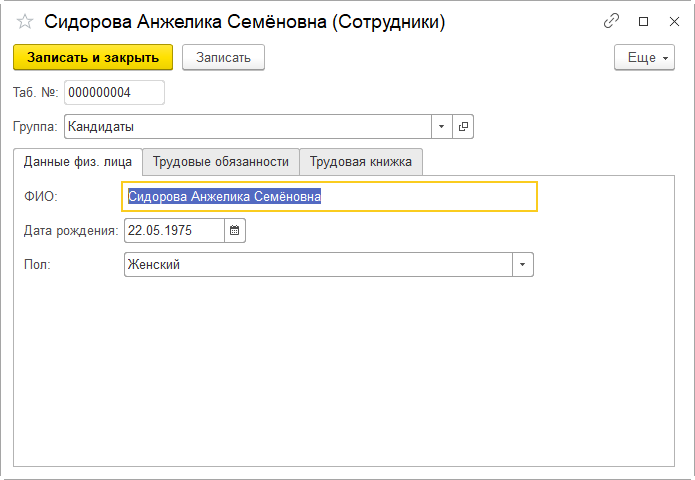 Сидорова Анжелика Семёновна (Сотрудники)
Записать и закрыть Записать Еще
Таб. №: 000000004
Группа: Кандидаты
Данные физ. лица Трудовые обязанности Трудовая книжка
ФИО: Сидорова Анжелика Семёновна
Дата рождения: 22.05.1975
Пол: Женский